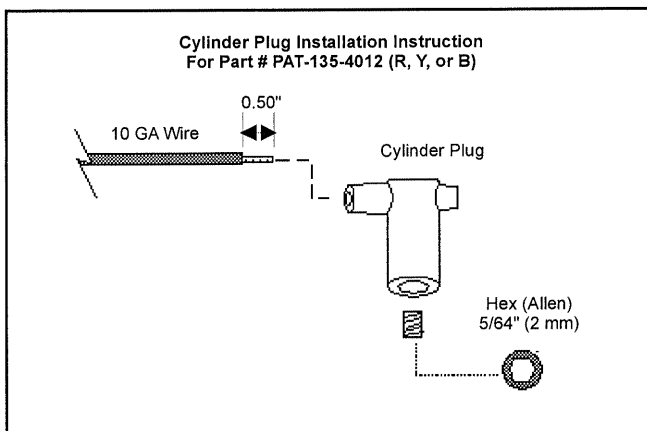 Cylinder Plug Installation Instruction
For Part # PAT-135-4012 (R, Y, or B)
0.50"
10 GA Wire
Cylinder Plug
Hex (Allen)
5/64" (2 mm)